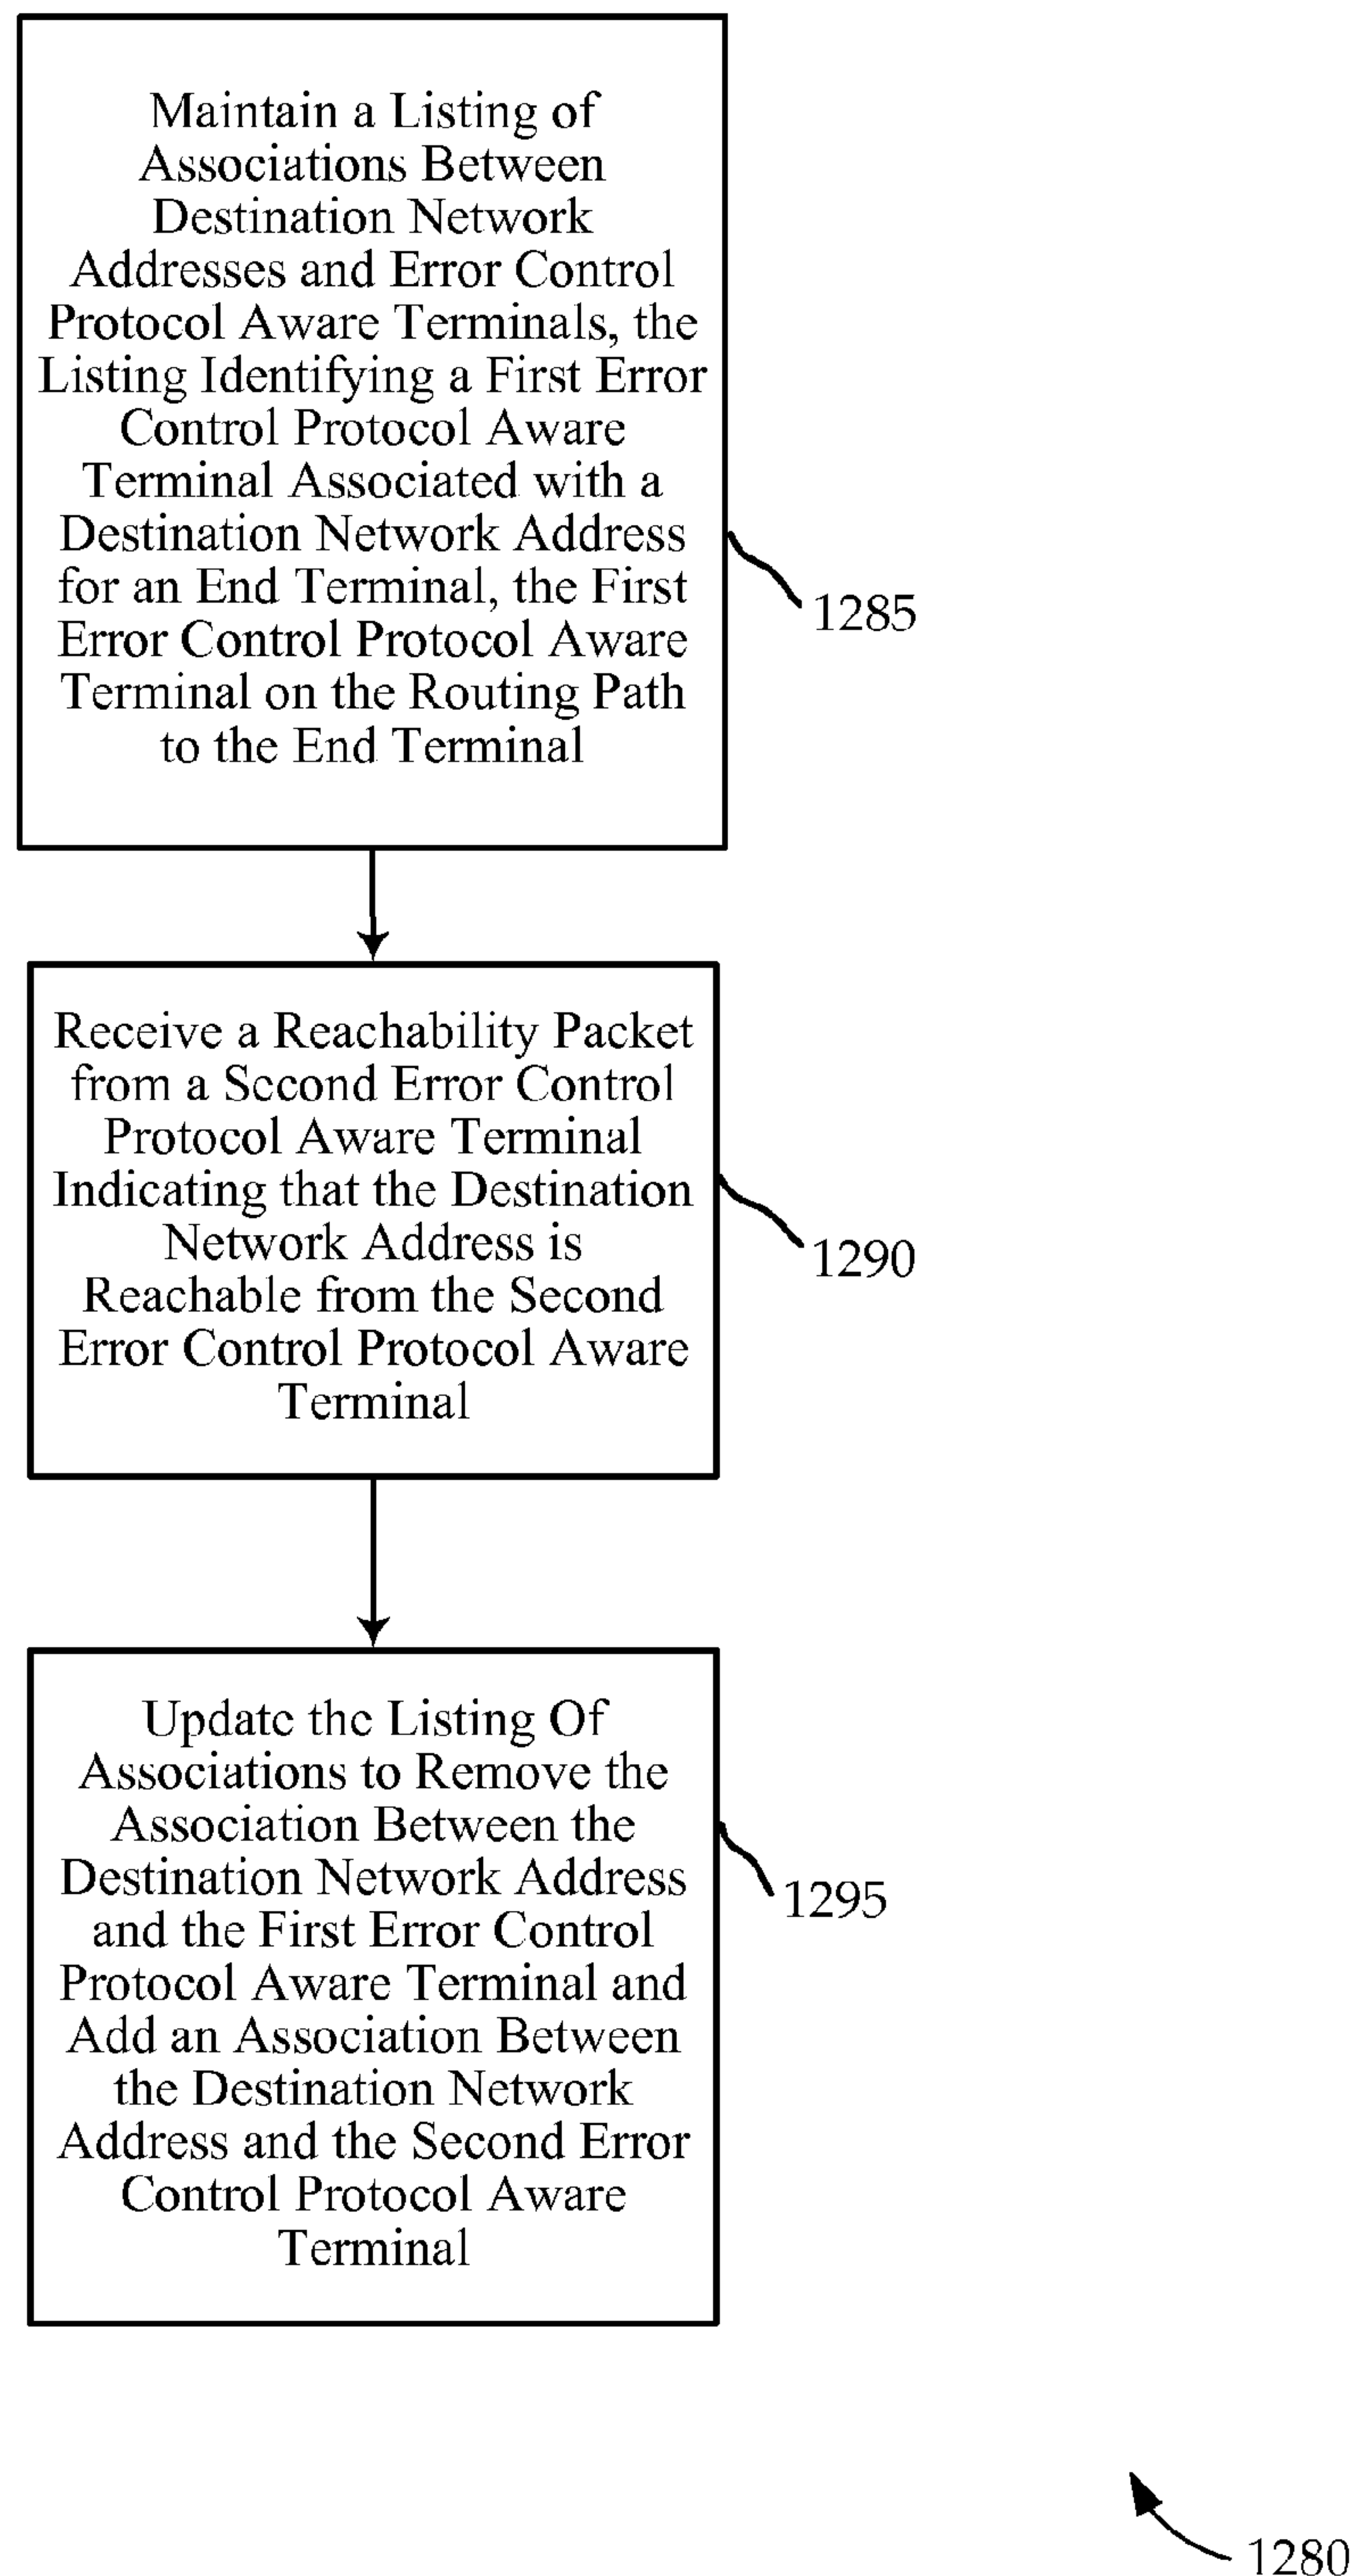 Maintain a Listing of
Associations Between
Destination Network
Addresses and Error Control
Protocol Aware Terminals, the
Listing Identifying a First Error
Control Protocol Aware
Terminal Associated with a
Destination Network Address
for an End Terminal, the First
Error Control Protocol Aware
Terminal on the Routing Path
to the End Terminal
1285
Receive a Reachability Packet
from a Second Error Control
Protocol Aware Terminal
Indicating that the Destination
Network Address is
Reachable from the Second
Error Control Protocol Aware
Terminal
1290
Update the Listing Of
Associations to Remove the
Association Between the
Destination Network Address
and the First Error Control
Protocol Aware Terminal and
Add an Association Between
the Destination Network
Address and the Second Error
Control Protocol Aware
Terminal
1295
1280